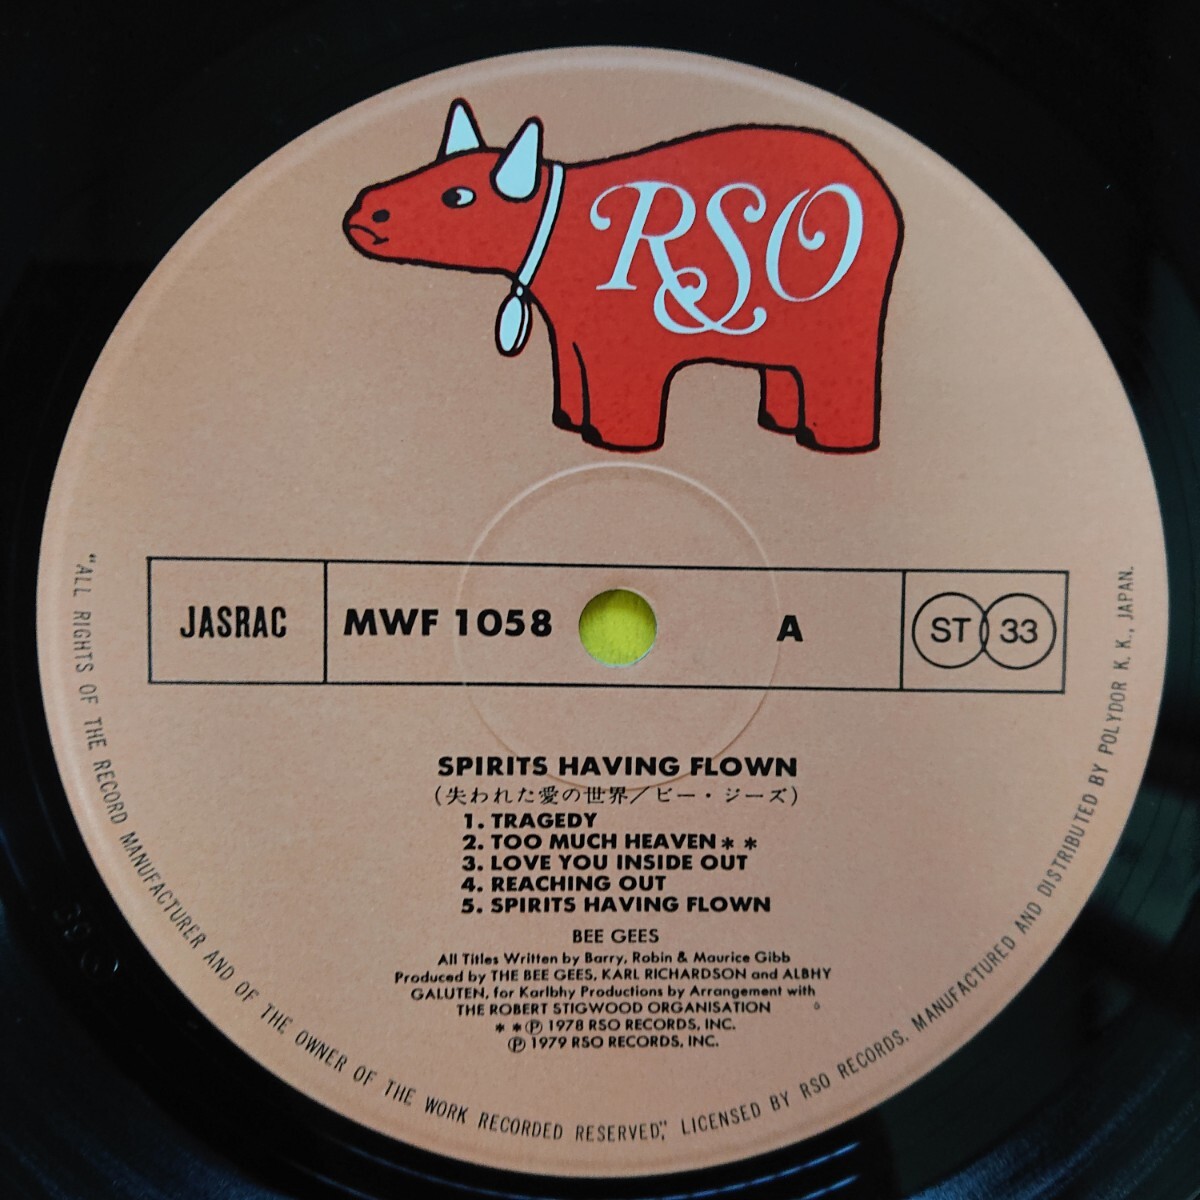 RSO
JASRAC
MWF 1058
A
ST 33
SPIRITS HAVING FLOWN
(失われた愛の世界/ビー・ジーズ)
1. TRAGEDY
2. TOO MUCH HEAVEN**
3. LOVE YOU INSIDE OUT
4. REACHING OUT
5. SPIRITS HAVING FLOWN
BEE GEES
All Titles Written by Barry, Robin & Maurice Gibb
Produced by THE BEE GEES, KARL RICHARDSON and ALBHY
GALUTEN, for Karlbhy Productions by Arrangement with
THE ROBERT STIGWOOD ORGANISATION
**℗ 1978 RSO RECORDS, INC.
℗ 1979 RSO RECORDS, INC.
"ALL RIGHTS OF THE RECORD MANUFACTURER AND OF THE OWNER OF THE WORK RECORDED RESERVED," LICENSED BY RSO RECORDS. MANUFACTURED AND DISTRIBUTED BY POLYDOR K. K., JAPAN.